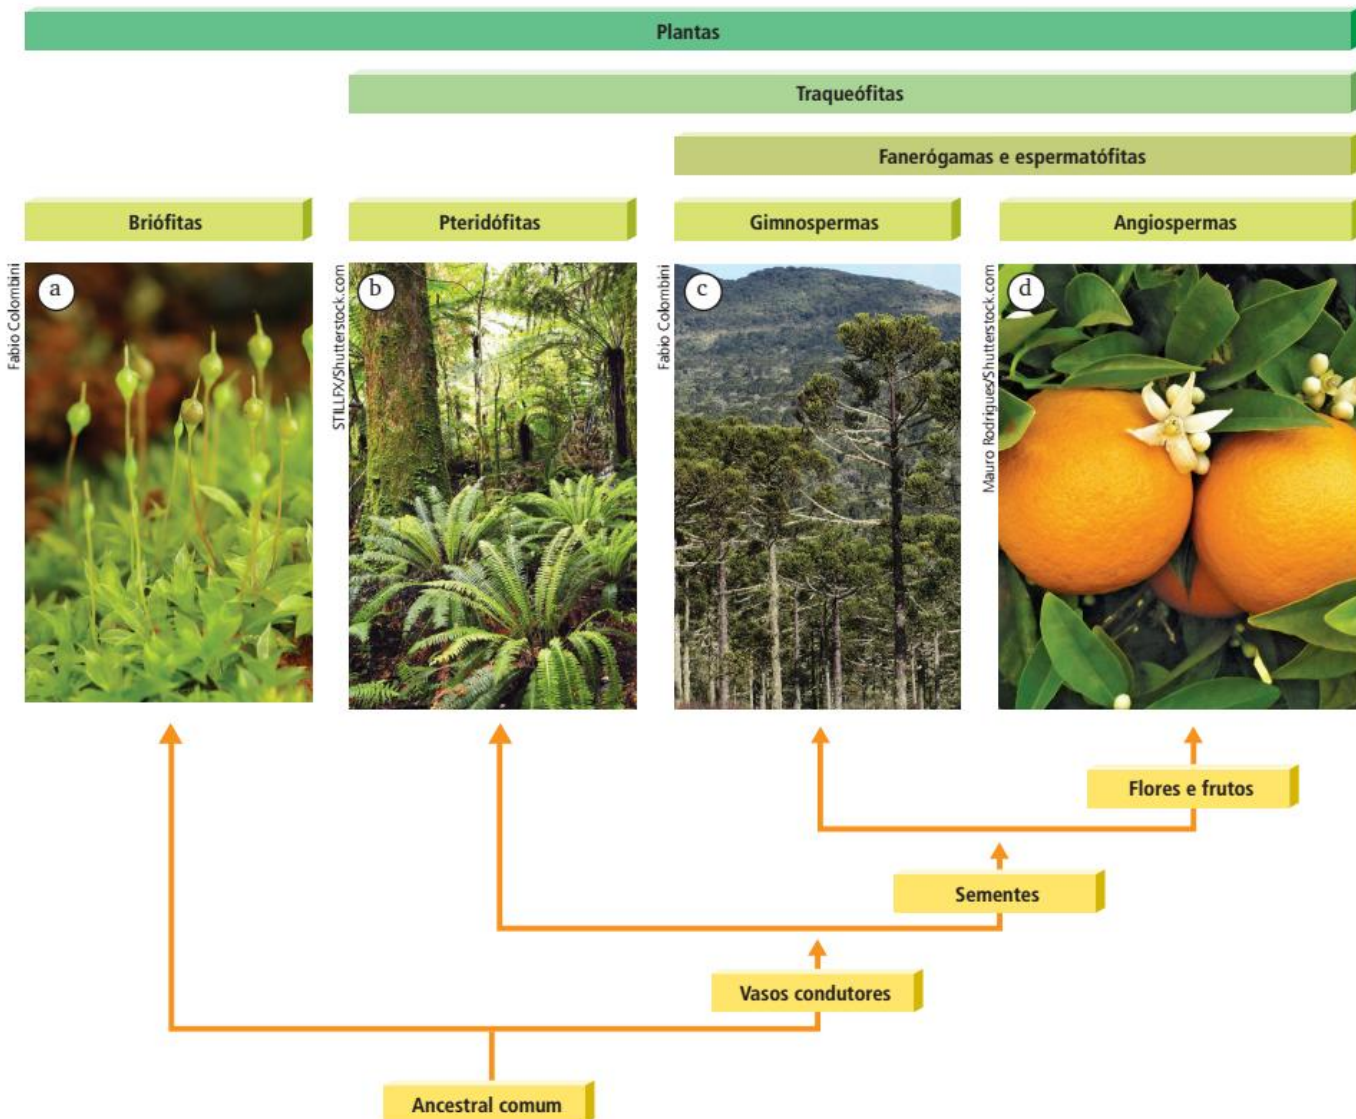 Plantas
Traqueófitas
Fanerógamas e espermatófitas
Briófitas
Pteridófitas
Gimnospermas
Angiospermas
Fabio Colombini
a
STILLFX/Shutterstock.com
b
Fabio Colombini
c
Mauro Rodrigues/Shutterstock.com
d
Flores e frutos
Sementes
Vasos condutores
Ancestral comum